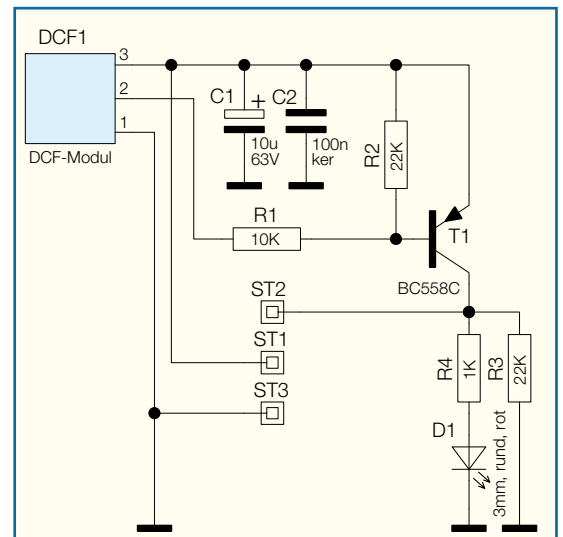 DCF1
3
2
1
DCF-Modul
C1
+
10u
63V
C2
100n
ker
R2
22K
R1
10K
T1
BC558C
ST2
ST1
ST3
R4
1K
R3
22K
D1
3mm, rund, rot